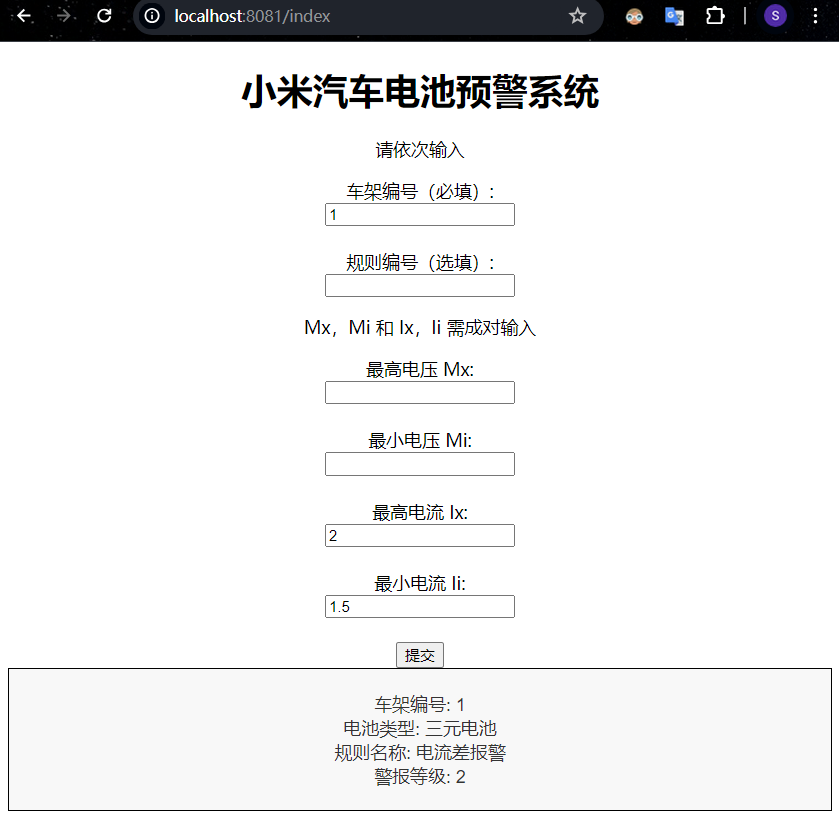 localhost:8081/index
S
小米汽车电池预警系统
请依次输入
车架编号（必填）:
1
规则编号（选填）:
Mx，Mi 和 Ix，Ii 需成对输入
最高电压 Mx:
最小电压 Mi:
最高电流 Ix:
2
最小电流 Ii:
1.5
提交
车架编号: 1
电池类型: 三元电池
规则名称: 电流差报警
警报等级: 2